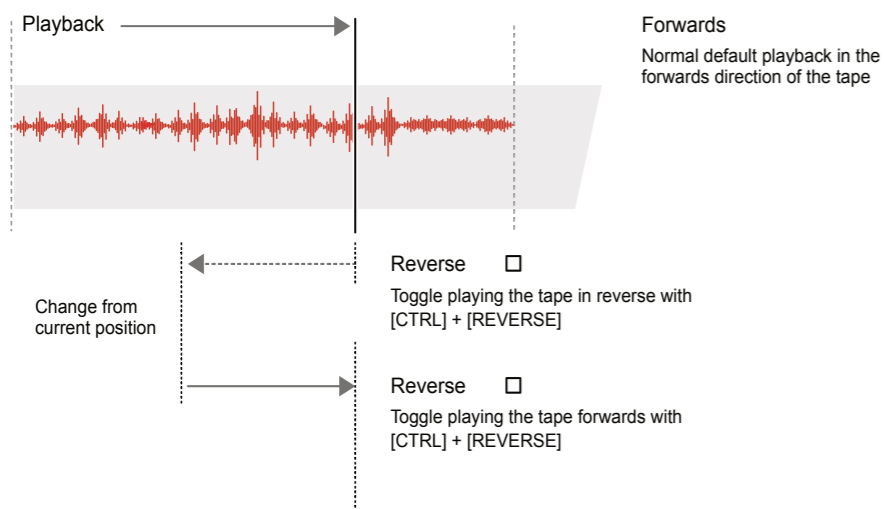 Playback
Forwards
Normal default playback in the
forwards direction of the tape
Reverse
Toggle playing the tape in reverse with
[CTRL] + [REVERSE]
Change from
current position
Reverse
Toggle playing the tape forwards with
[CTRL] + [REVERSE]